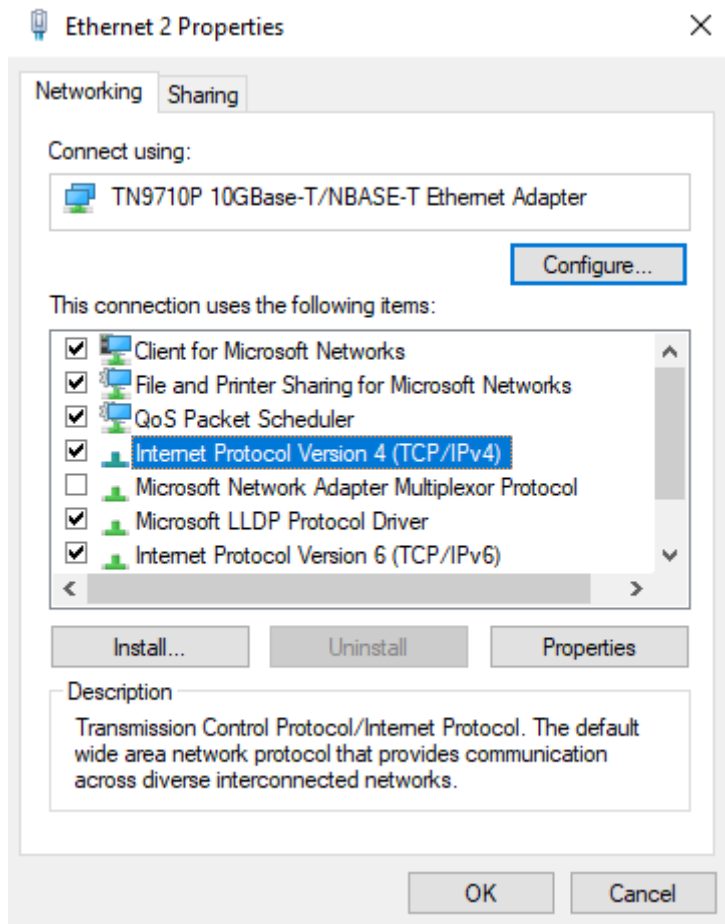 Ethernet 2 Properties
Networking
Sharing
Connect using:
TN9710P 10GBase-T/NBASE-T Ethernet Adapter
Configure...
This connection uses the following items:
Client for Microsoft Networks
File and Printer Sharing for Microsoft Networks
QoS Packet Scheduler
Internet Protocol Version 4 (TCP/IPv4)
Microsoft Network Adapter Multiplexor Protocol
Microsoft LLDP Protocol Driver
Internet Protocol Version 6 (TCP/IPv6)
Install...
Uninstall
Properties
Description
Transmission Control Protocol/Internet Protocol. The default
wide area network protocol that provides communication
across diverse interconnected networks.
OK
Cancel